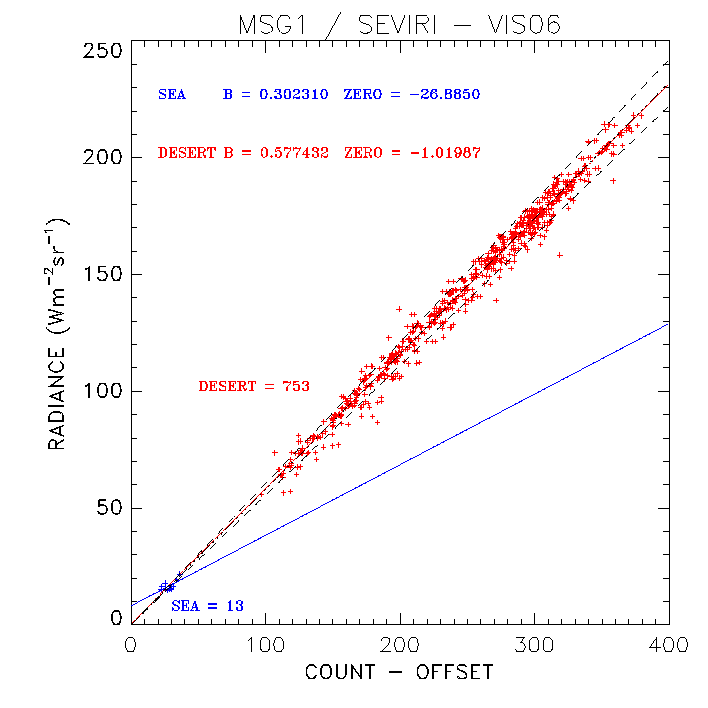 MSG1 / SEVIRI − VIS06
250
SEA B = 0.302310 ZERO = −26.8850
DESERT B = 0.577432 ZERO = −1.01987
200
150
RADIANCE (Wm⁻²sr⁻¹)
100
DESERT = 753
50
SEA = 13
0
0 100 200 300 400
COUNT − OFFSET